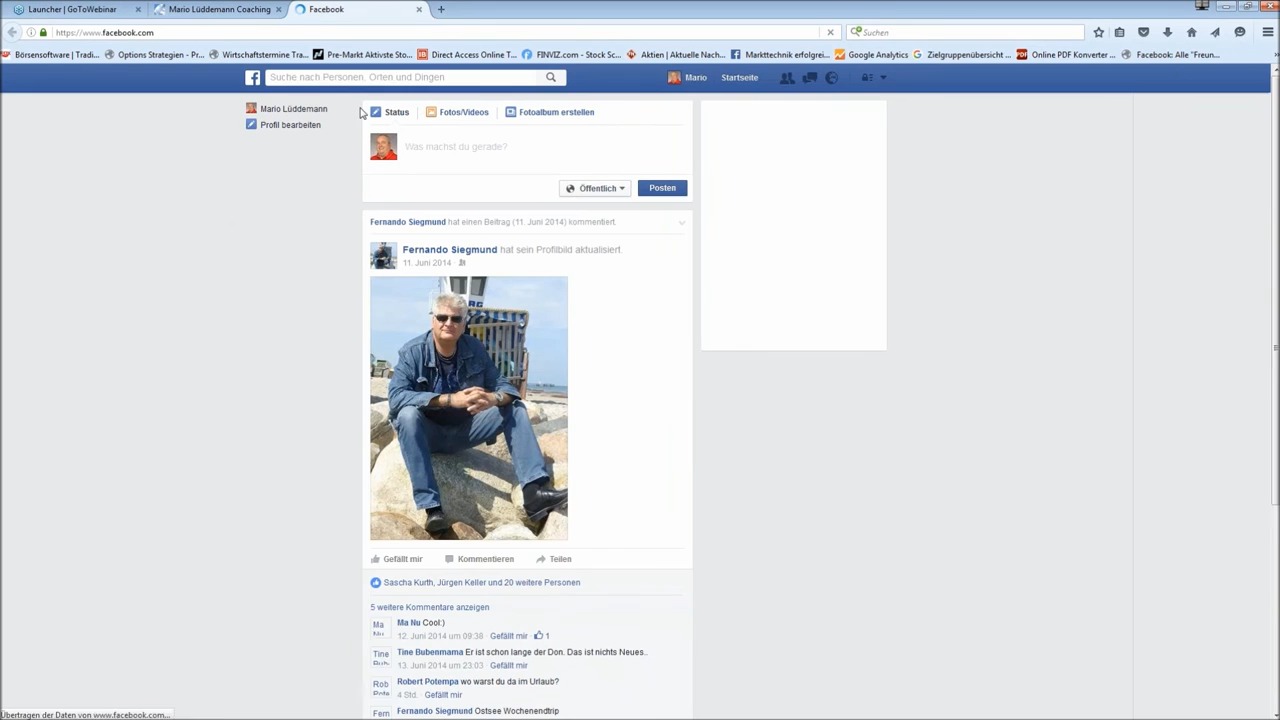 Launcher | GoToWebinar
Mario Lüddemann Coaching
Facebook
https://www.facebook.com
Suchen
Börsensoftware | Tradi...
Options Strategien - Pr...
Wirtschaftstermine Tra...
Pre-Markt Aktivste Sto...
Direct Access Online T...
FINVIZ.com - Stock Sc...
Aktien | Aktuelle Nach...
Markttechnik erfolgrei...
Google Analytics
Zielgruppenübersicht ...
Online PDF Konverter ...
Facebook: Alle "Freun...
Suche nach Personen, Orten und Dingen
Mario
Startseite
Mario Lüddemann
Profil bearbeiten
Status
Fotos/Videos
Fotoalbum erstellen
Was machst du gerade?
Öffentlich
Posten
Fernando Siegmund hat einen Beitrag (11. Juni 2014) kommentiert.
Fernando Siegmund hat sein Profilbild aktualisiert.
11. Juni 2014
Gefällt mir
Kommentieren
Teilen
Sascha Kurth, Jürgen Keller und 20 weitere Personen
5 weitere Kommentare anzeigen
Ma Nu
Ma Nu Cool:)
12. Juni 2014 um 09:38 · Gefällt mir · 1
Tine Bub
Tine Bubenmama Er ist schon lange der Don. Das ist nichts Neues..
13. Juni 2014 um 23:03 · Gefällt mir
Rob Pote
Robert Potempa wo warst du da im Urlaub?
4 Std. · Gefällt mir
Fern
Fernando Siegmund Ostsee Wochenendtrip
Übertragen der Daten von www.facebook.com...